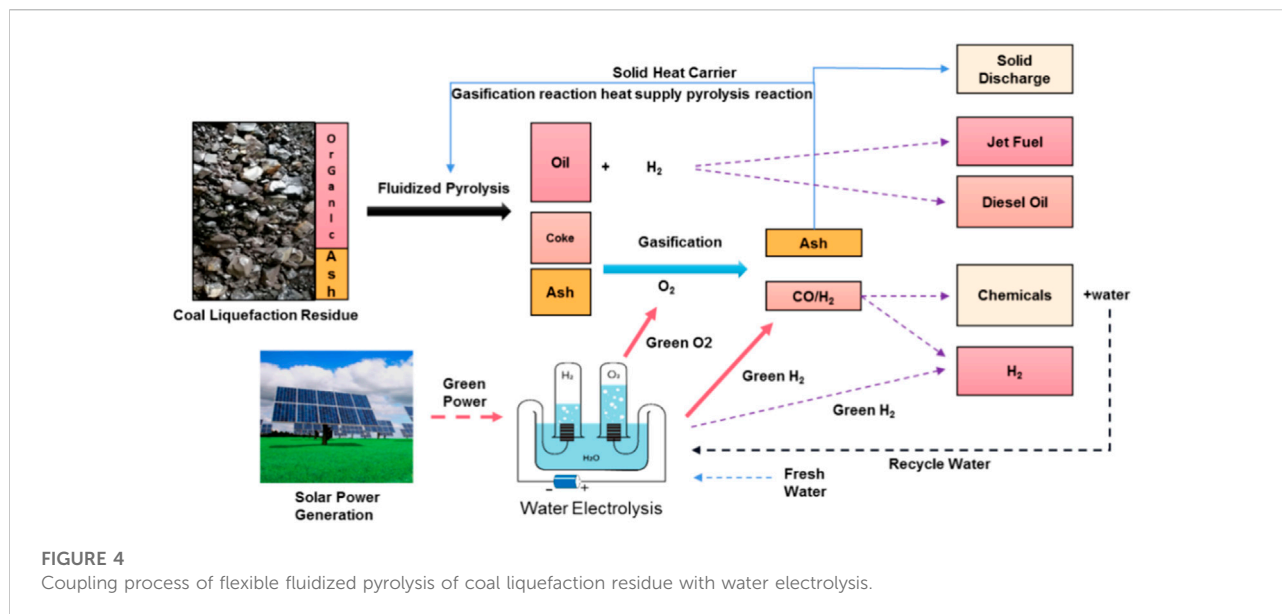 Solid Heat Carrier
Gasification reaction heat supply pyrolysis reaction
Solid
Discharge
OrGanIc
Ash
Fluidized Pyrolysis
Oil
+
H₂
Jet Fuel
Diesel Oil
Coke
Ash
Gasification
O₂
Ash
CO/H₂
Chemicals
+water
H₂
Coal Liquefaction Residue
Green O2
Green H₂
Green H₂
Green
Power
H₂
O₂
H₂O
− +
Recycle Water
Fresh
Water
Solar Power
Generation
Water Electrolysis
FIGURE 4
Coupling process of flexible fluidized pyrolysis of coal liquefaction residue with water electrolysis.